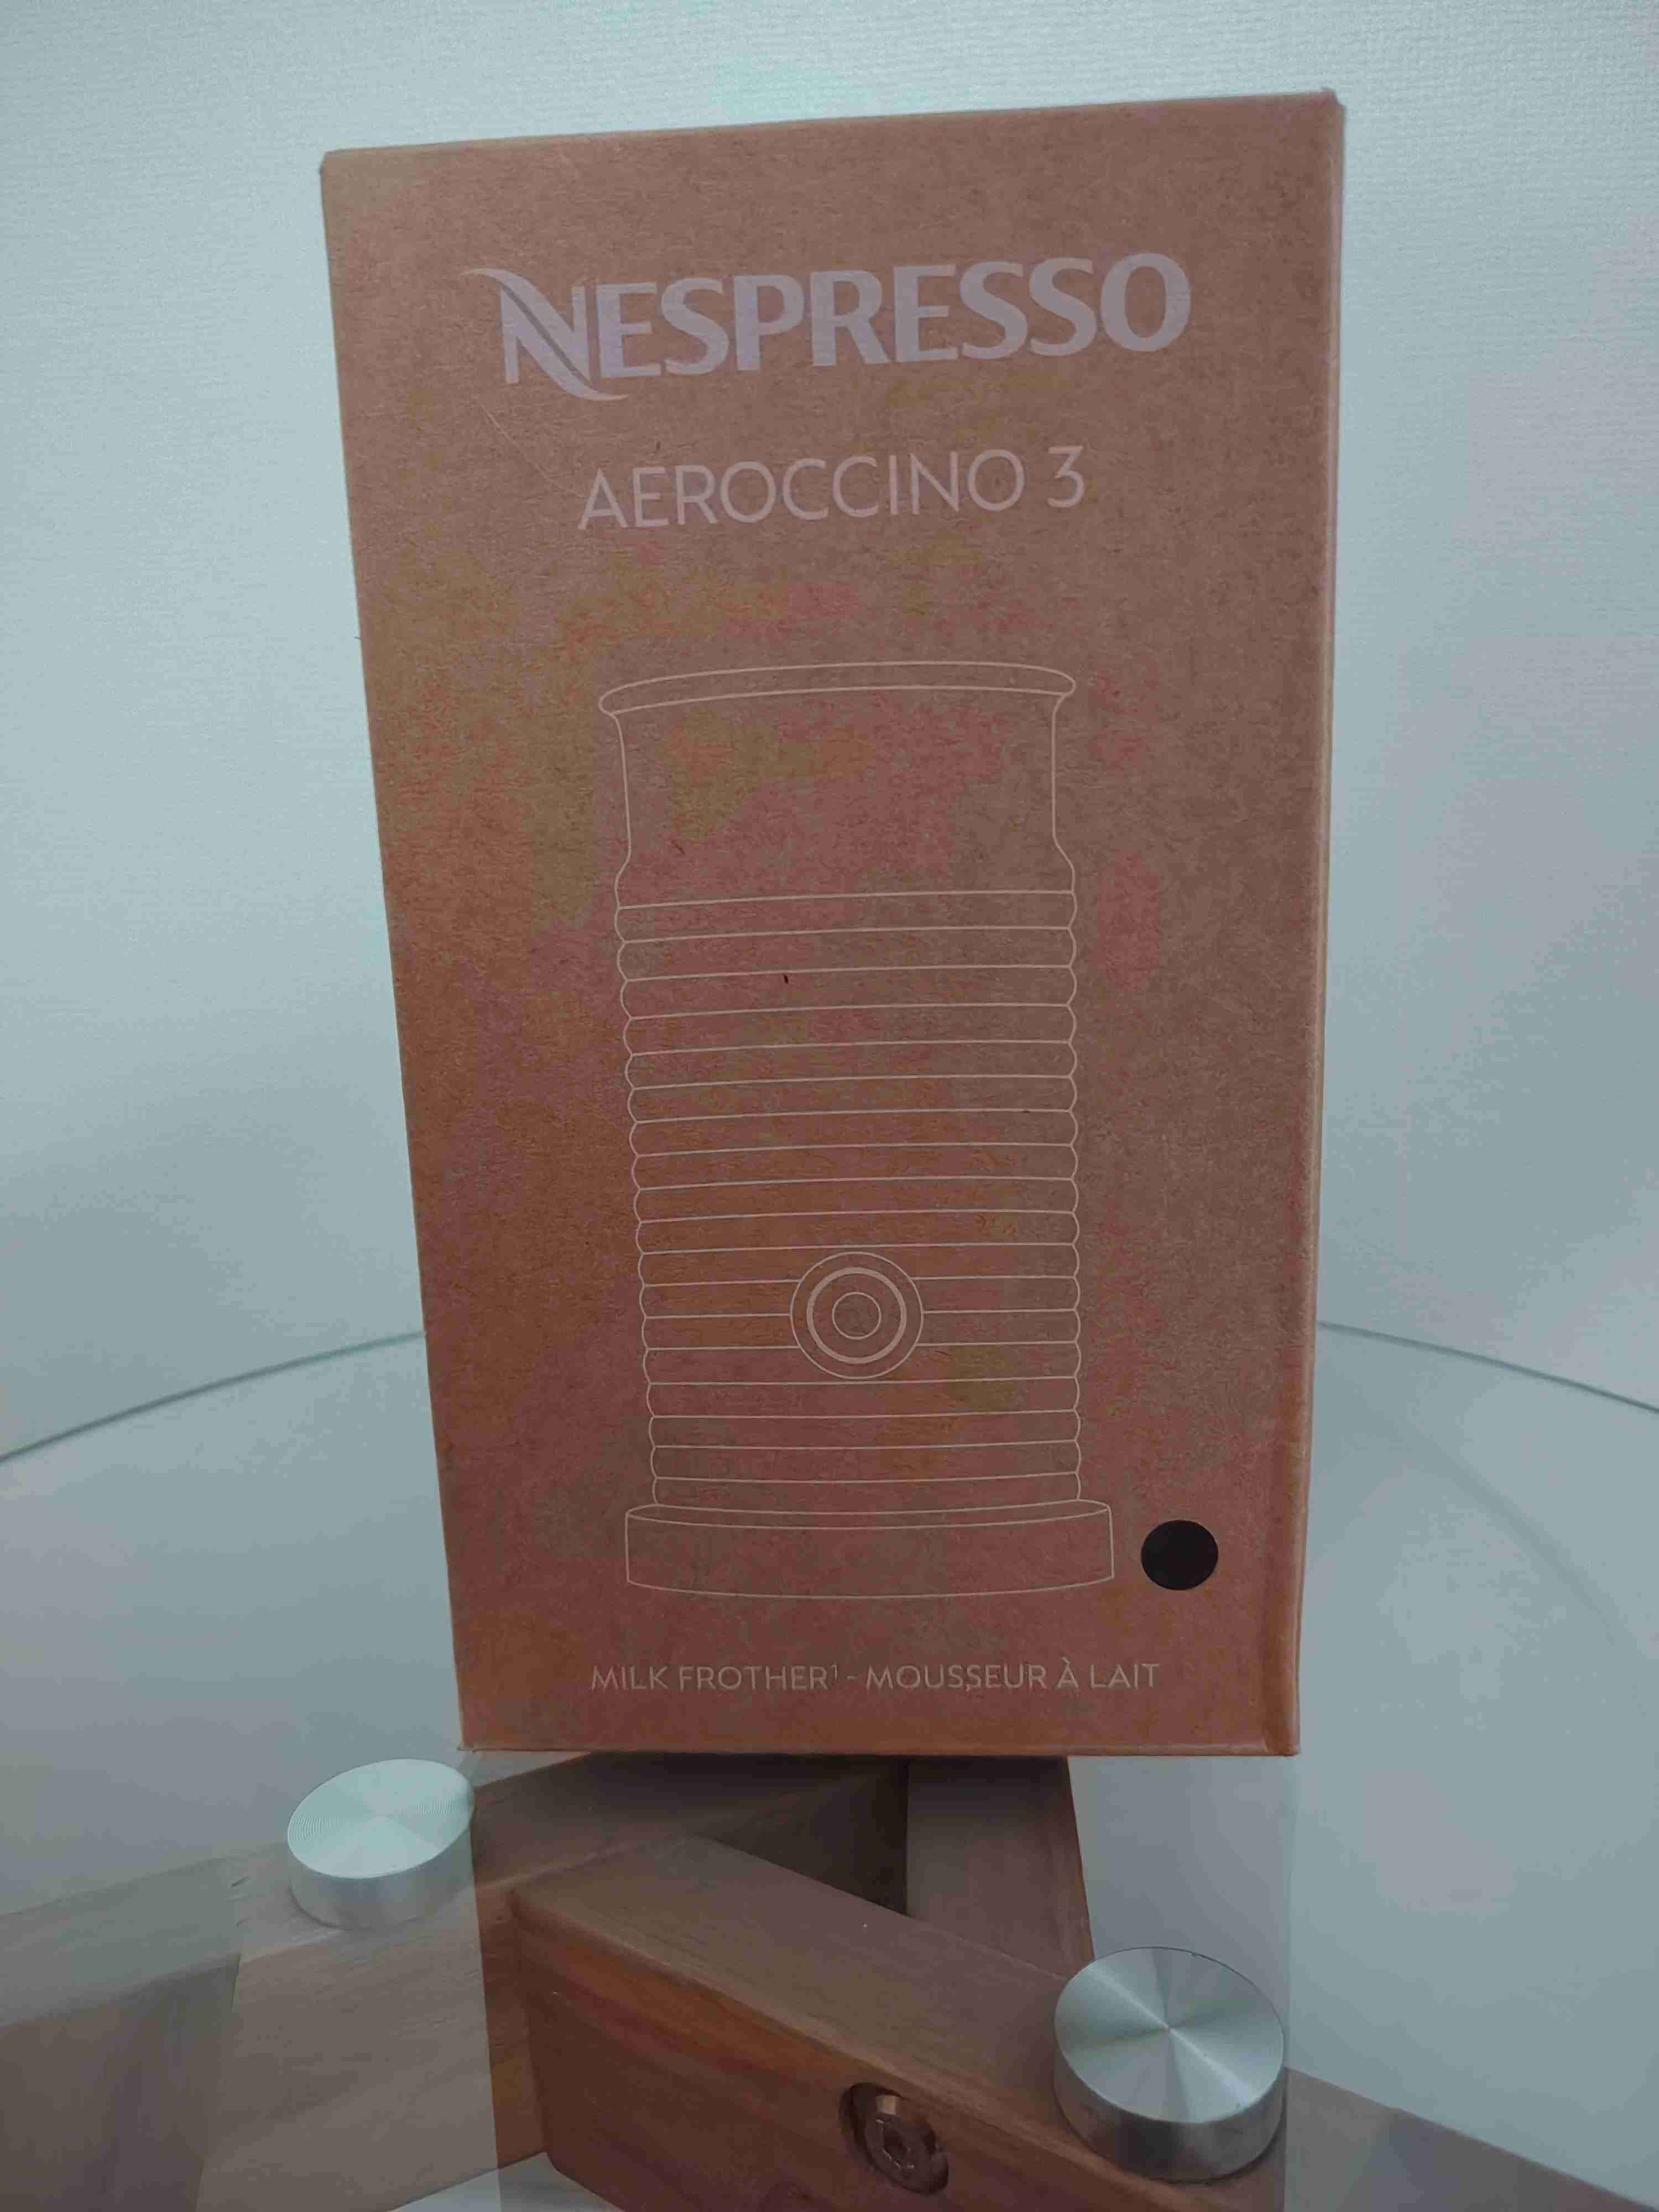 NESPRESSO
AEROCCINO 3
MILK FROTHER¹ - MOUSSEUR À LAIT